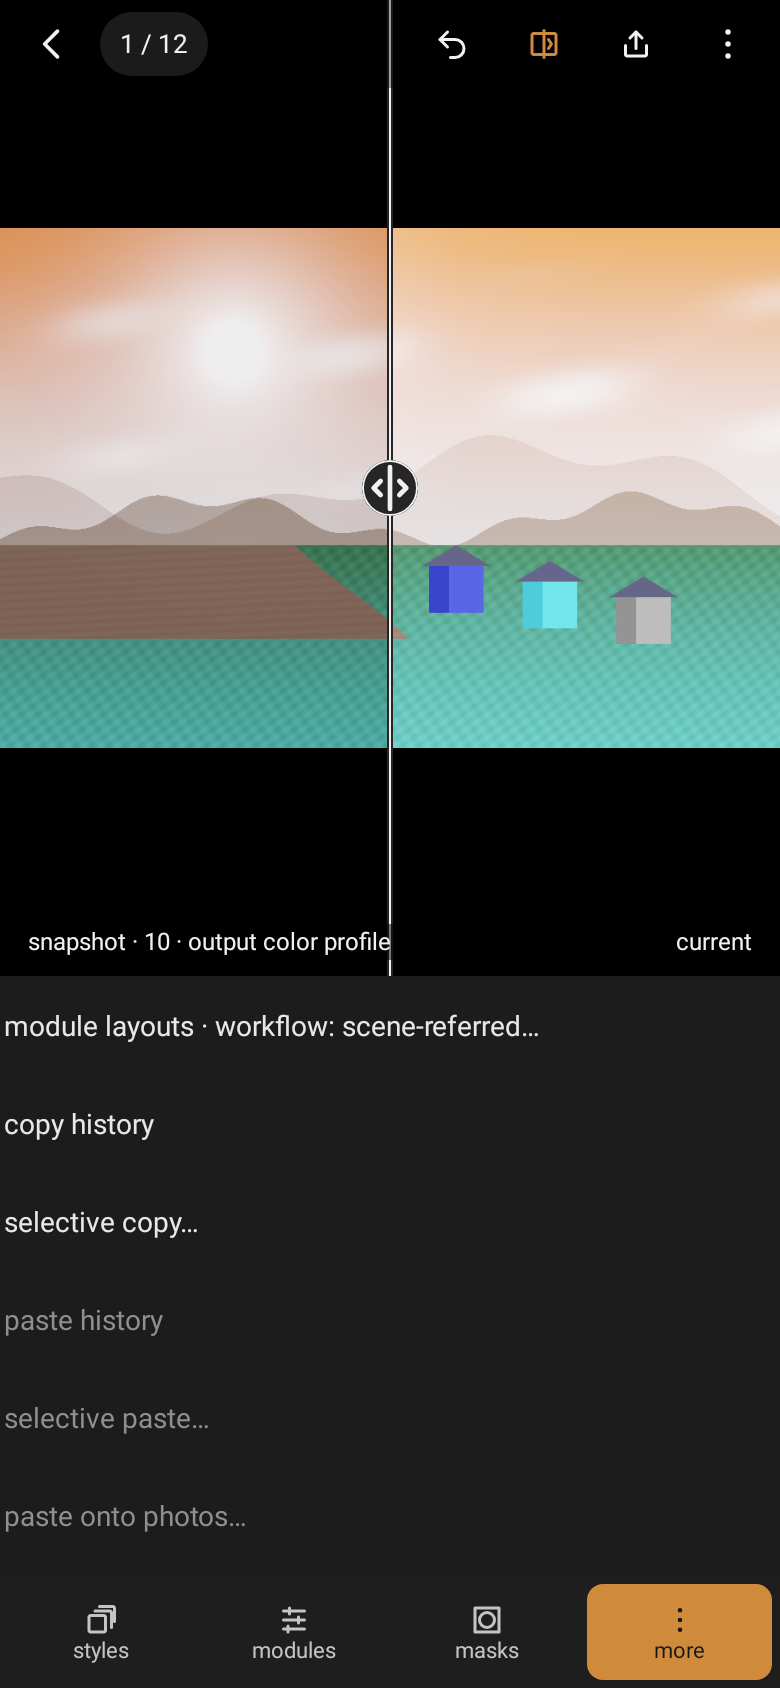 1 / 12
snapshot · 10 · output color profile
current
module layouts · workflow: scene-referred…
copy history
selective copy…
paste history
selective paste…
paste onto photos…
styles
modules
masks
more